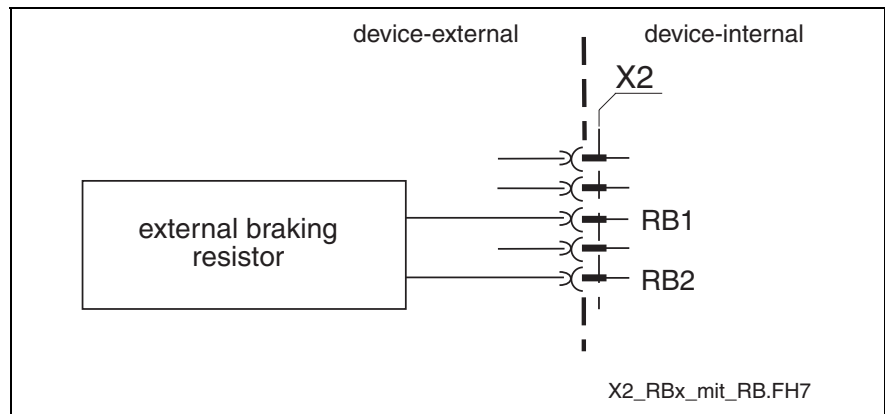 device-external
device-internal
X2
external braking
resistor
RB1
RB2
X2_RBx_mit_RB.FH7